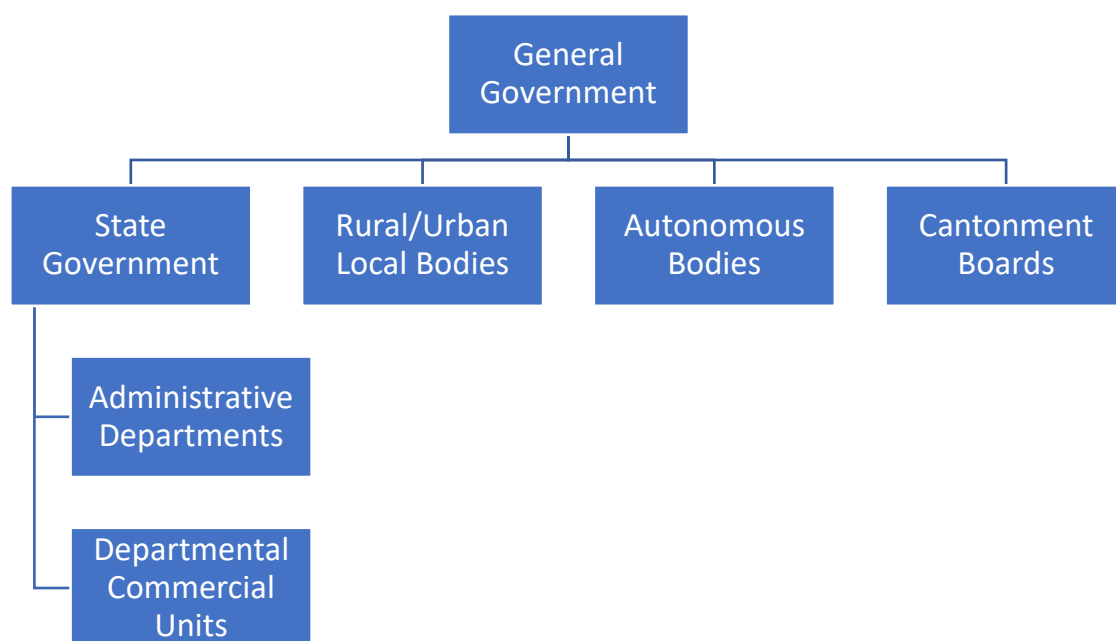 General
Government
State
Government
Rural/Urban
Local Bodies
Autonomous
Bodies
Cantonment
Boards
Administrative
Departments
Departmental
Commercial
Units